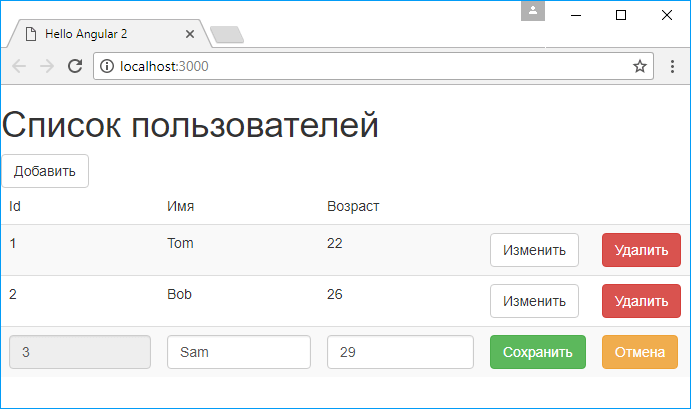 Hello Angular 2
localhost:3000
Список пользователей
Добавить
Id Имя Возраст
1 Tom 22 Изменить Удалить
2 Bob 26 Изменить Удалить
3 Sam 29 Сохранить Отмена